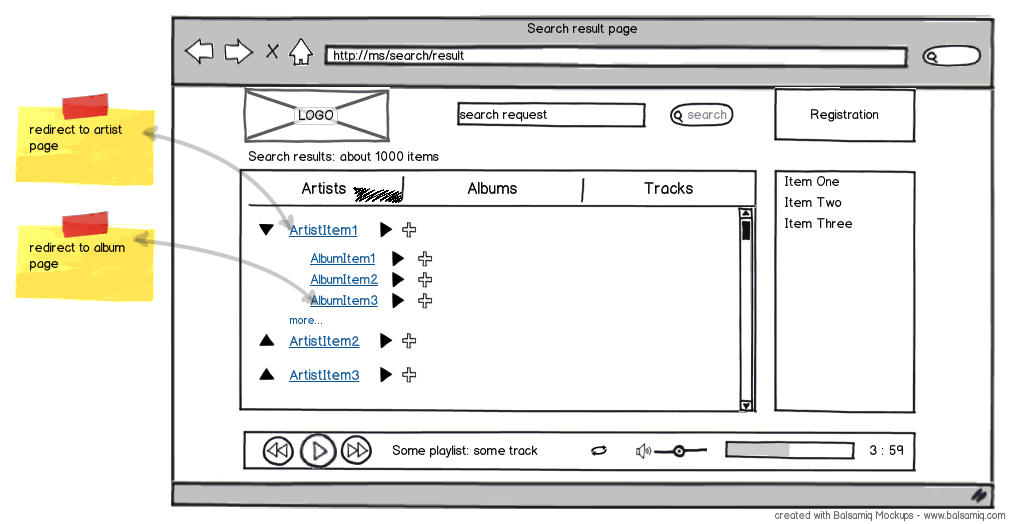 Search result page
http://ms/search/result
LOGO
search request
search
Registration
redirect to artist
page
Search results: about 1000 items
Artists
Albums
Tracks
Item One
Item Two
Item Three
ArtistItem1
redirect to album
page
AlbumItem1
AlbumItem2
AlbumItem3
more...
ArtistItem2
ArtistItem3
Some playlist: some track
3 : 59
created with Balsamiq Mockups - www.balsamiq.com